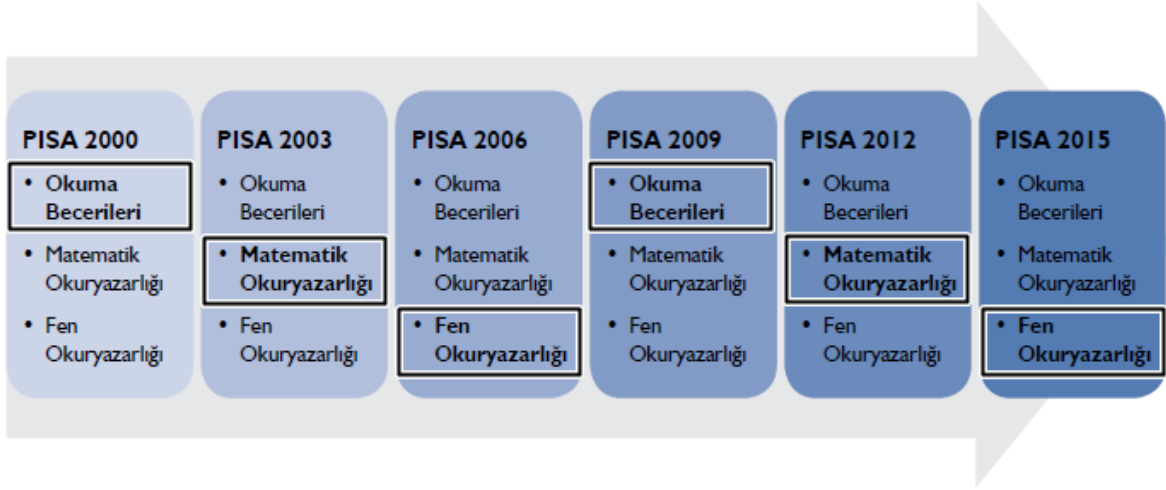 PISA 2000
• Okuma
Becerileri
• Matematik
Okuryazarlığı
• Fen
Okuryazarlığı
PISA 2003
• Okuma
Becerileri
• Matematik
Okuryazarlığı
• Fen
Okuryazarlığı
PISA 2006
• Okuma
Becerileri
• Matematik
Okuryazarlığı
• Fen
Okuryazarlığı
PISA 2009
• Okuma
Becerileri
• Matematik
Okuryazarlığı
• Fen
Okuryazarlığı
PISA 2012
• Okuma
Becerileri
• Matematik
Okuryazarlığı
• Fen
Okuryazarlığı
PISA 2015
• Okuma
Becerileri
• Matematik
Okuryazarlığı
• Fen
Okuryazarlığı